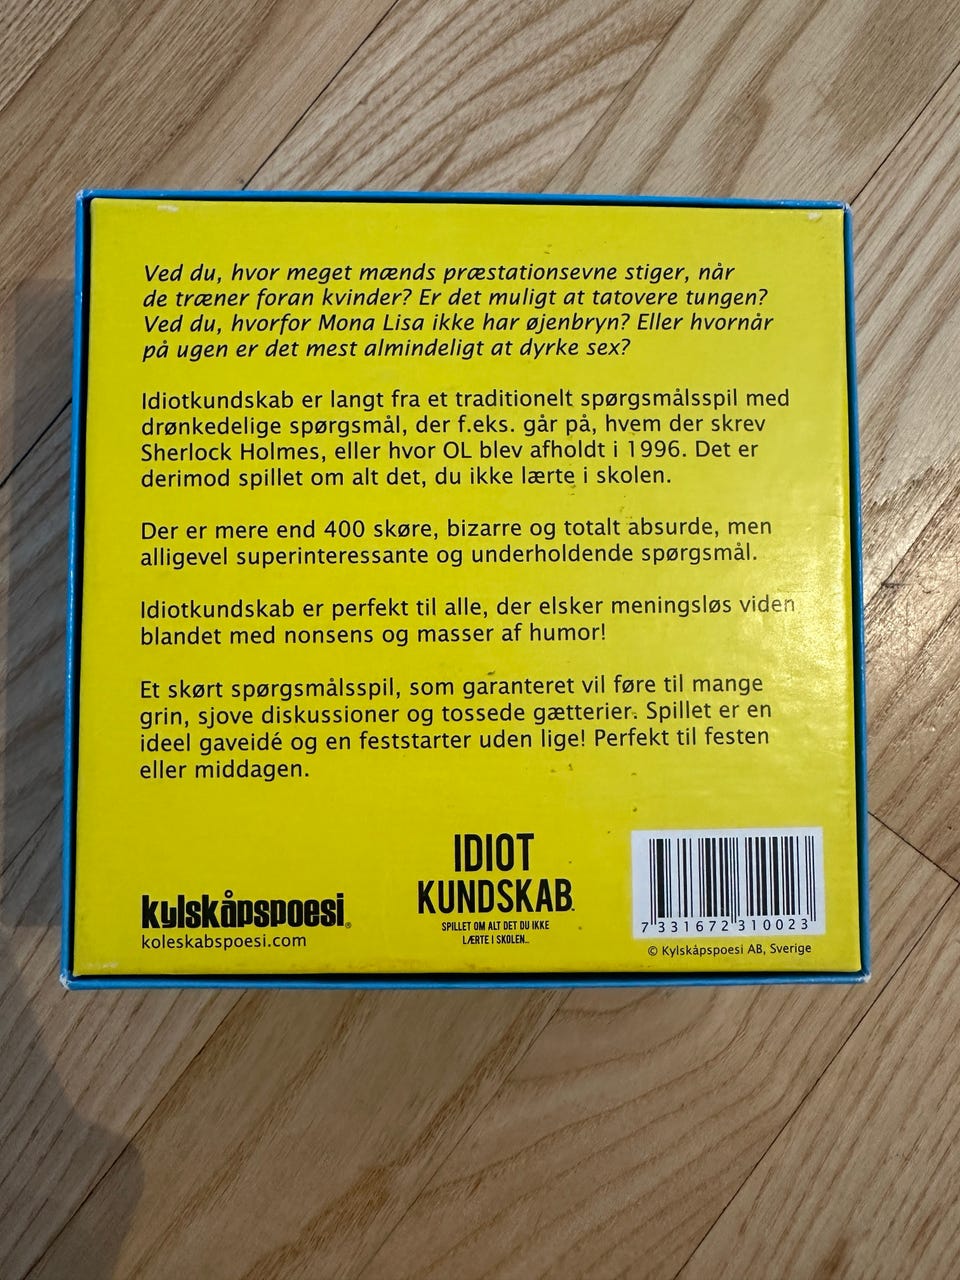 Ved du, hvor meget mænds præstationsevne stiger, når
de træner foran kvinder? Er det muligt at tatovere tungen?
Ved du, hvorfor Mona Lisa ikke har øjenbryn? Eller hvornår
på ugen er det mest almindeligt at dyrke sex?
Idiotkundskab er langt fra et traditionelt spørgsmålsspil med
drønkedelige spørgsmål, der f.eks. går på, hvem der skrev
Sherlock Holmes, eller hvor OL blev afholdt i 1996. Det er
derimod spillet om alt det, du ikke lærte i skolen.
Der er mere end 400 skøre, bizarre og totalt absurde, men
alligevel superinteressante og underholdende spørgsmål.
Idiotkundskab er perfekt til alle, der elsker meningsløs viden
blandet med nonsens og masser af humor!
Et skørt spørgsmålsspil, som garanteret vil føre til mange
grin, sjove diskussioner og tossede gætterier. Spillet er en
ideel gaveidé og en feststarter uden lige! Perfekt til festen
eller middagen.
kylskåpspoesi®
koleskabspoesi.com
IDIOT
KUNDSKAB
SPILLET OM ALT DET DU IKKE
LÆRTE I SKOLEN...
7 331672 310023
© Kylskåpspoesi AB, Sverige